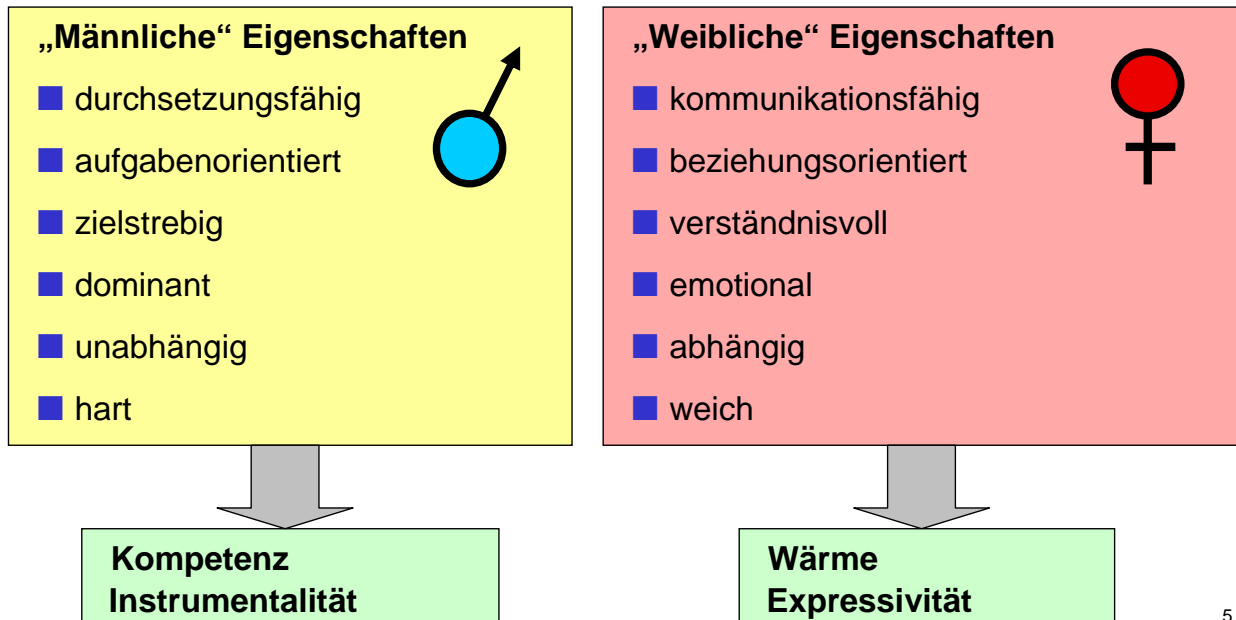 „Männliche“ Eigenschaften
durchsetzungsfähig
aufgabenorientiert
zielstrebig
dominant
unabhängig
hart
Kompetenz
Instrumentalität
„Weibliche“ Eigenschaften
kommunikationsfähig
beziehungsorientiert
verständnisvoll
emotional
abhängig
weich
Wärme
Expressivität
5